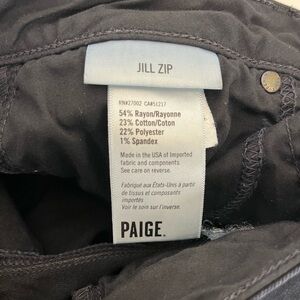 JILL ZIP
RN#27002 CA#51217
54% Rayon/Rayonne
23% Cotton/Coton
22% Polyester
1% Spandex
Made in the USA of Imported
fabric and components.
See care on reverse.
Fabriqué aux États-Unis a partir
de tissus et composants
importés
Voir le soin sur l'inverse.
PAIGE.